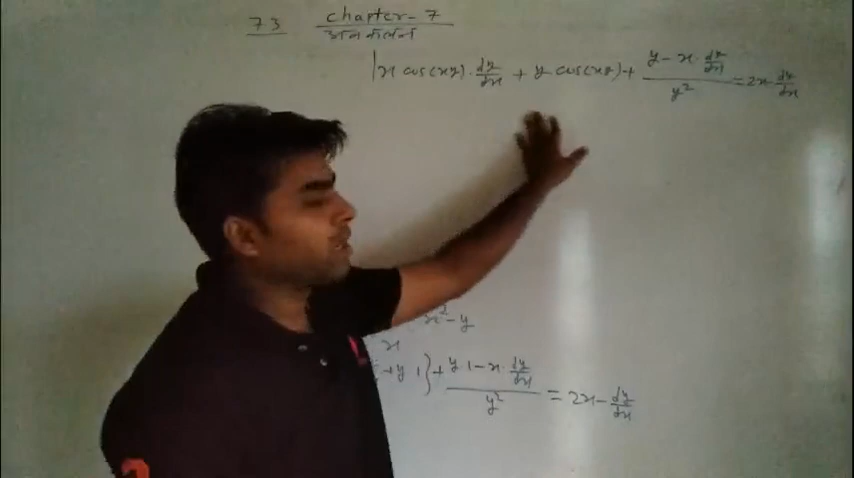 73 chapter-7
अवकलन
x cos(xy)·dy/dx + y cos(xy) + (y - x·dy/dx)/y² = 2x - dy/dx
x² - y
x
+y·1} + (y·1 - x·dy/dx)/y² = 2x - dy/dx